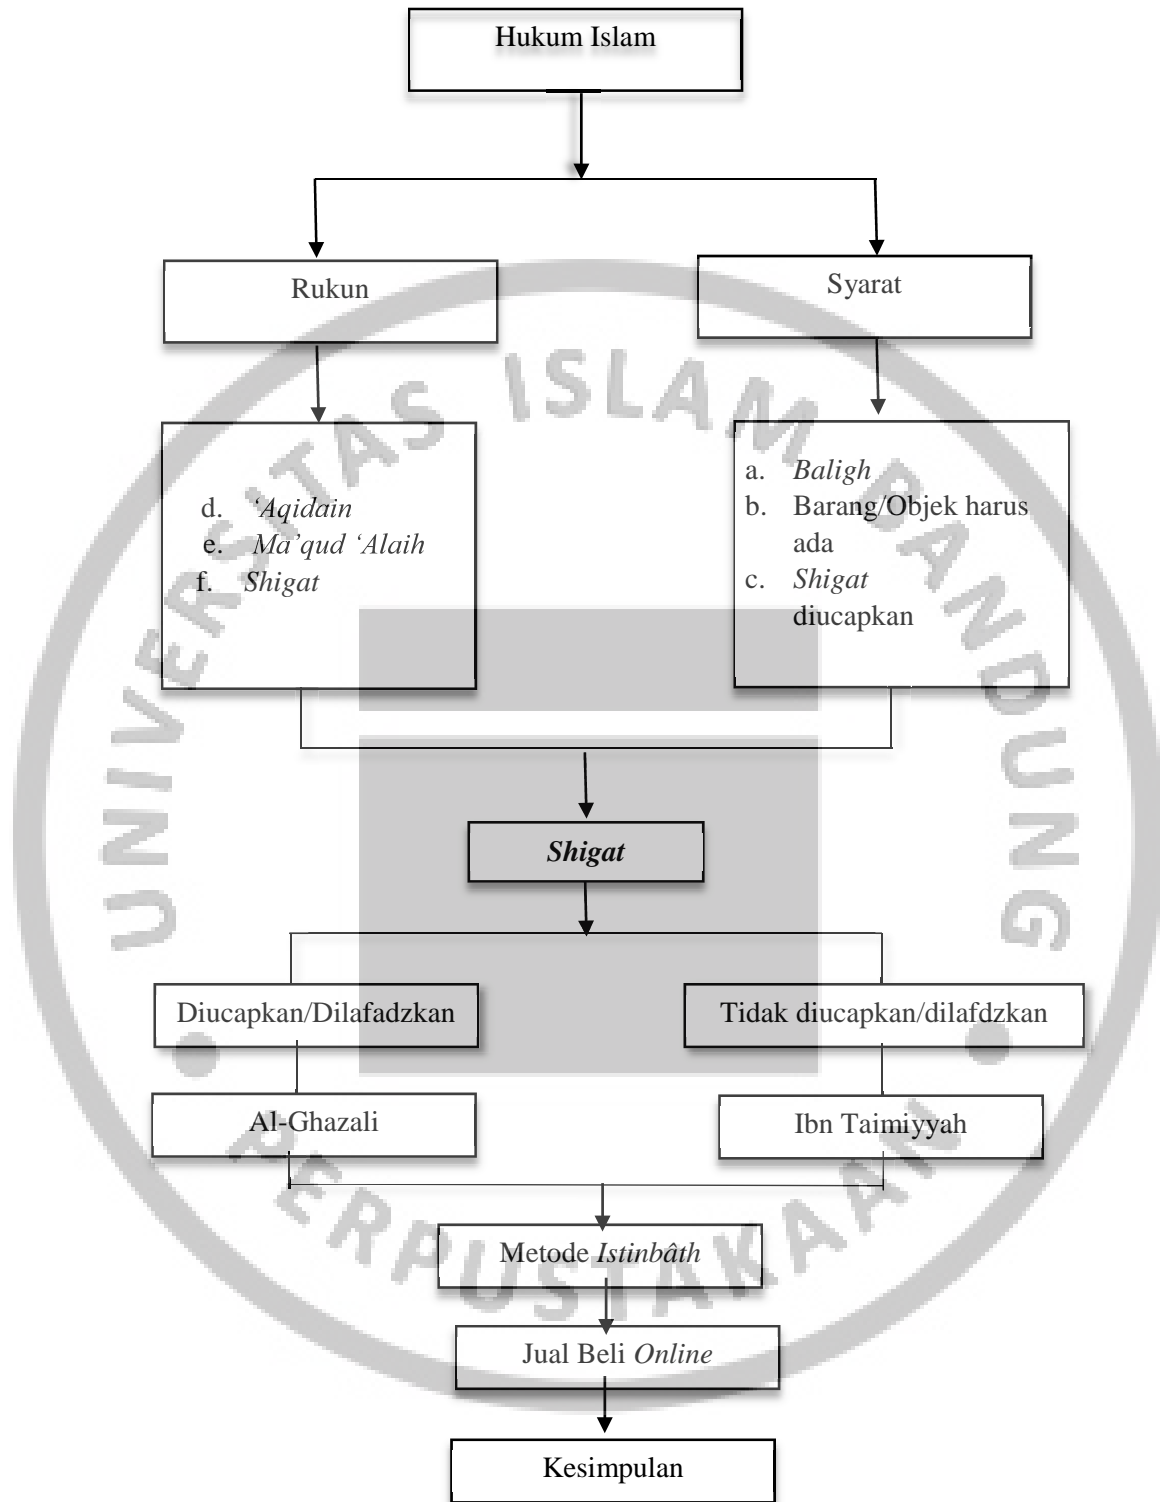 Hukum Islam
Rukun
Syarat
d. ‘Aqidain
e. Ma’qud ‘Alaih
f. Shigat
a. Baligh
b. Barang/Objek harus
ada
c. Shigat
diucapkan
Shigat
Diucapkan/Dilafadzkan
Tidak diucapkan/dilafdzkan
Al-Ghazali
Ibn Taimiyyah
Metode Istinbâth
Jual Beli Online
Kesimpulan
UNIVERSITAS ISLAM BANDUNG
PERPUSTAKAAN